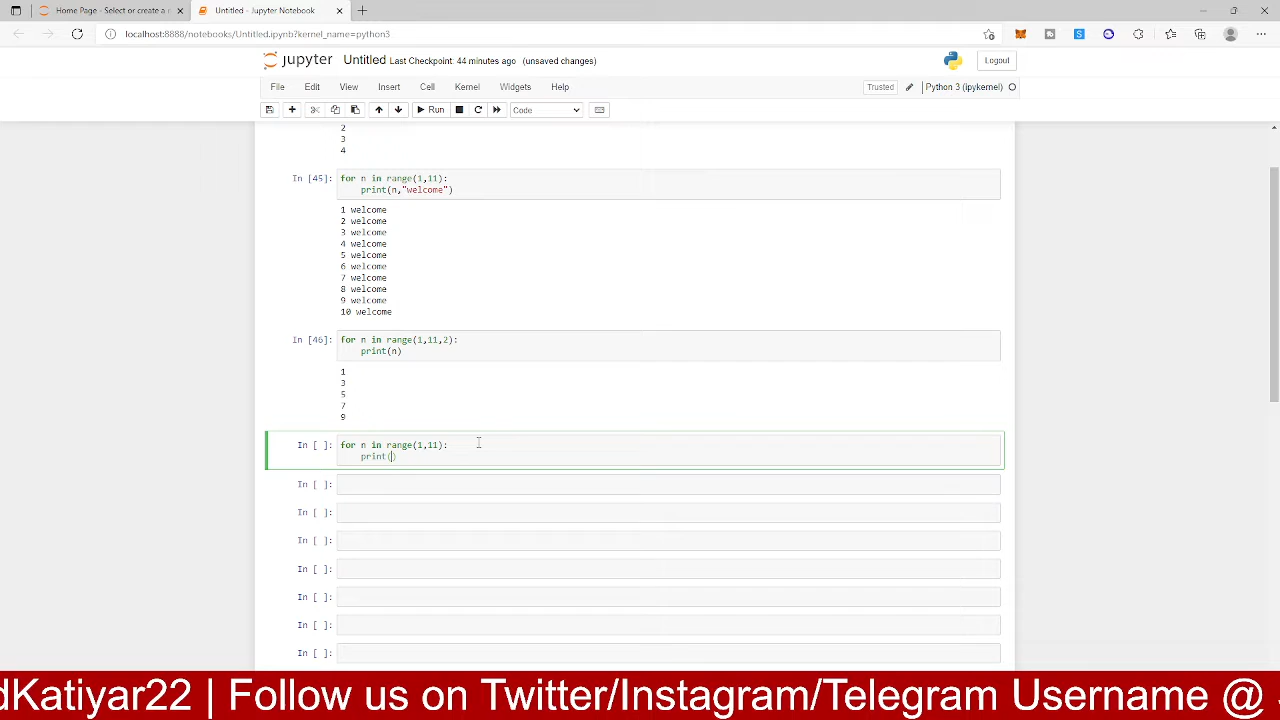 Home Page - Select or create a n
Untitled - Jupyter Notebook
localhost:8888/notebooks/Untitled.ipynb?kernel_name=python3
jupyter Untitled Last Checkpoint: 44 minutes ago (unsaved changes) Logout
File Edit View Insert Cell Kernel Widgets Help Trusted Python 3 (ipykernel)
Run Code
2
3
4
In [45]: for n in range(1,11):
print(n,"welcome")
1 welcome
2 welcome
3 welcome
4 welcome
5 welcome
6 welcome
7 welcome
8 welcome
9 welcome
10 welcome
In [46]: for n in range(1,11,2):
print(n)
1
3
5
7
9
In [ ]: for n in range(1,11):
print()
In [ ]:
In [ ]:
In [ ]:
In [ ]:
In [ ]:
In [ ]:
In [ ]:
dKatiyar22 | Follow us on Twitter/Instagram/Telegram Username @